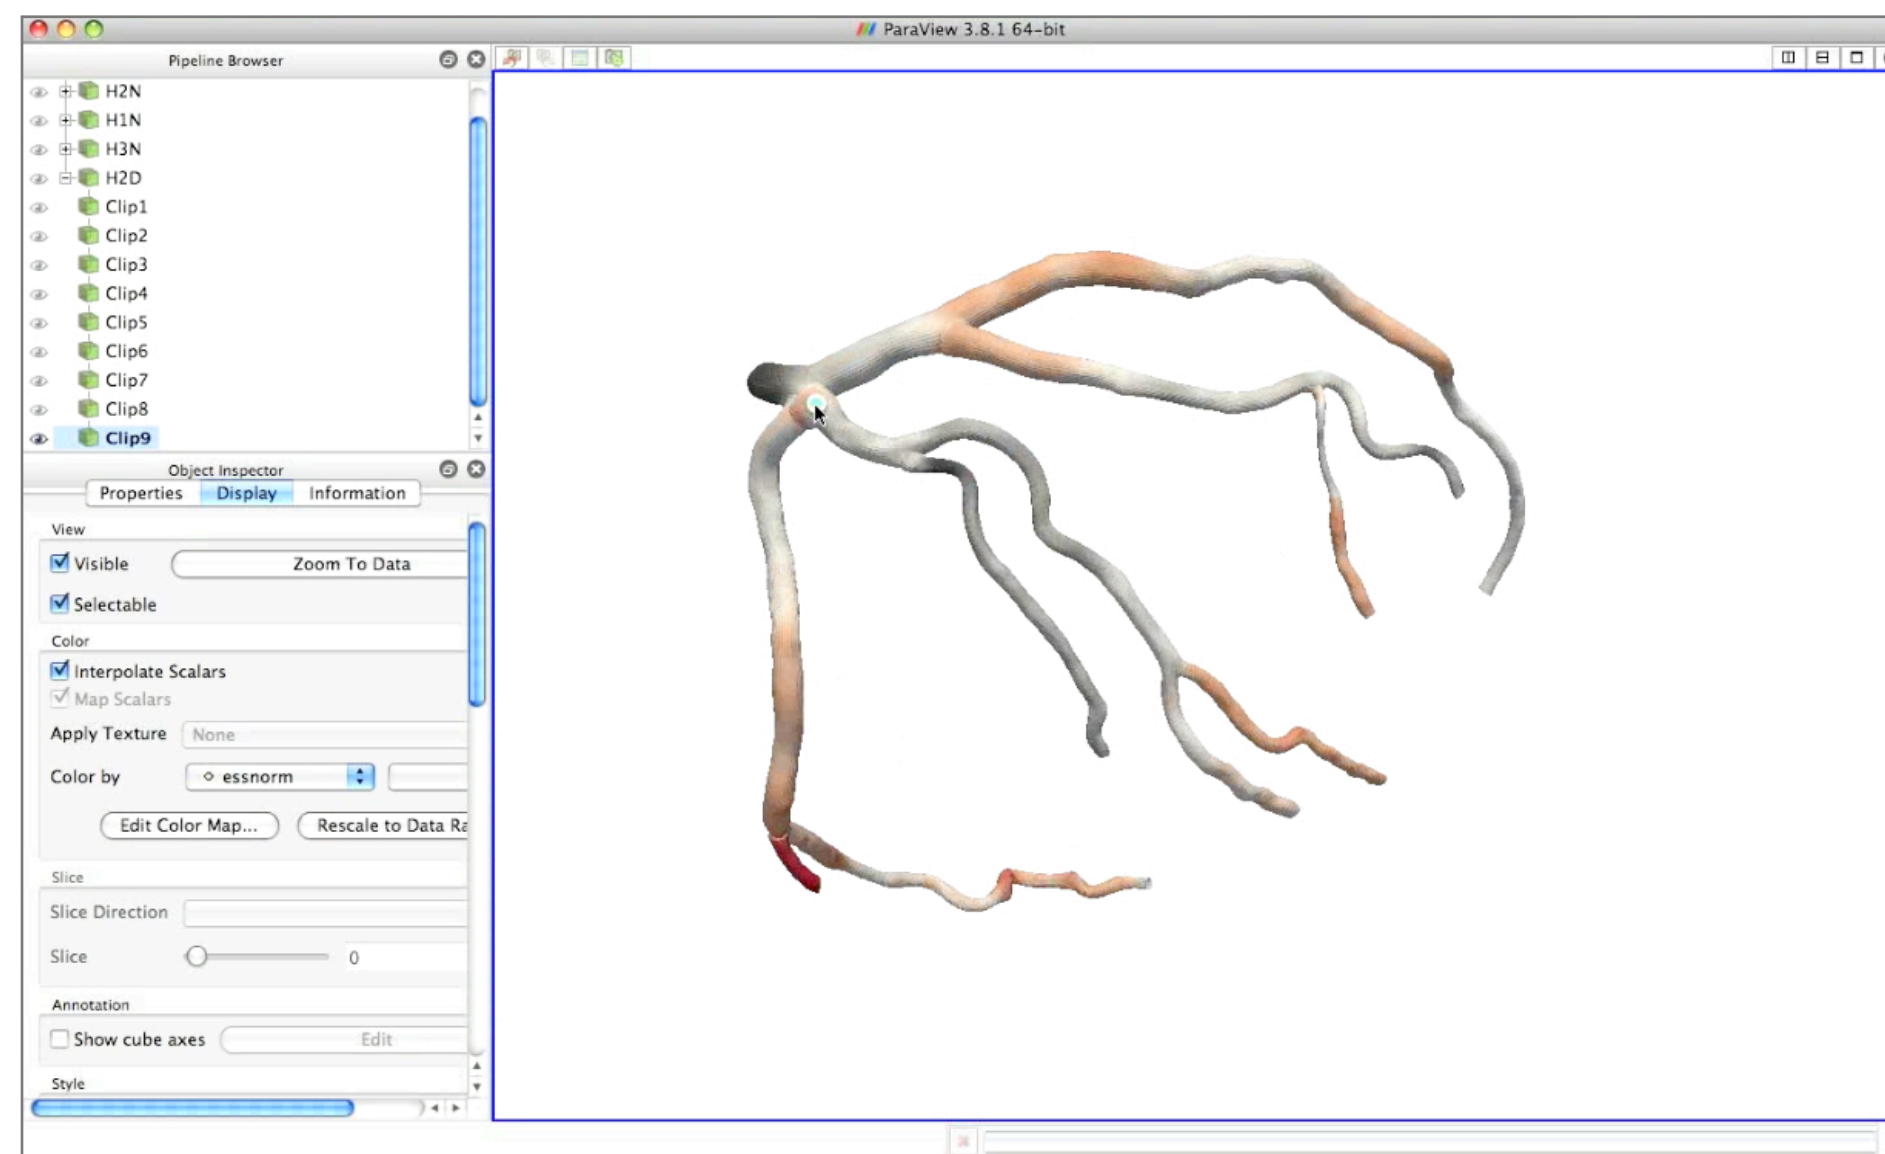 ParaView 3.8.1 64-bit
Pipeline Browser
H2N
H1N
H3N
H2D
Clip1
Clip2
Clip3
Clip4
Clip5
Clip6
Clip7
Clip8
Clip9
Object Inspector
Properties Display Information
View
Visible Zoom To Data
Selectable
Color
Interpolate Scalars
Map Scalars
Apply Texture None
Color by essnorm
Edit Color Map... Rescale to Data Ra
Slice
Slice Direction
Slice 0
Annotation
Show cube axes Edit
Style